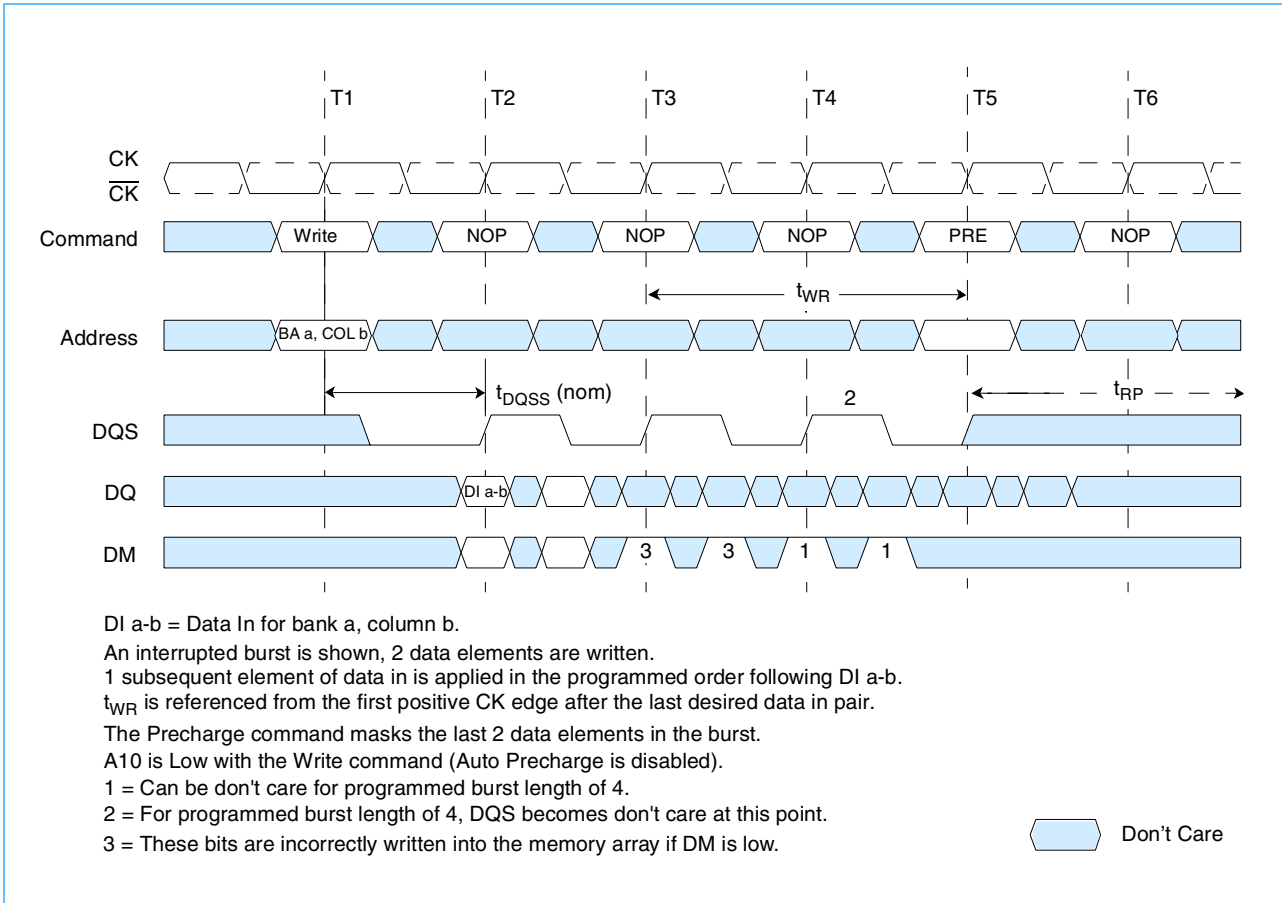 T1 T2 T3 T4 T5 T6
CK
CK
Command Write NOP NOP NOP PRE NOP
tWR
Address BA a, COL b
tDQSS (nom) 2 tRP
DQS
DQ DI a-b
DM 3 3 1 1
DI a-b = Data In for bank a, column b.
An interrupted burst is shown, 2 data elements are written.
1 subsequent element of data in is applied in the programmed order following DI a-b.
tWR is referenced from the first positive CK edge after the last desired data in pair.
The Precharge command masks the last 2 data elements in the burst.
A10 is Low with the Write command (Auto Precharge is disabled).
1 = Can be don't care for programmed burst length of 4.
2 = For programmed burst length of 4, DQS becomes don't care at this point.
3 = These bits are incorrectly written into the memory array if DM is low.
Don't Care